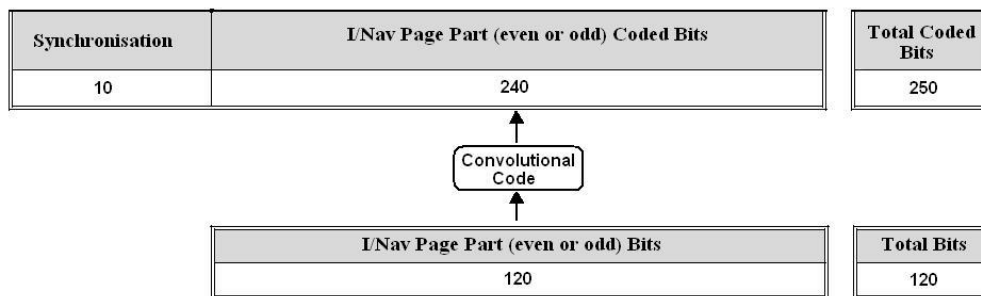 Synchronisation
I/Nav Page Part (even or odd) Coded Bits
Total Coded
Bits
10
240
250
Convolutional
Code
I/Nav Page Part (even or odd) Bits
Total Bits
120
120